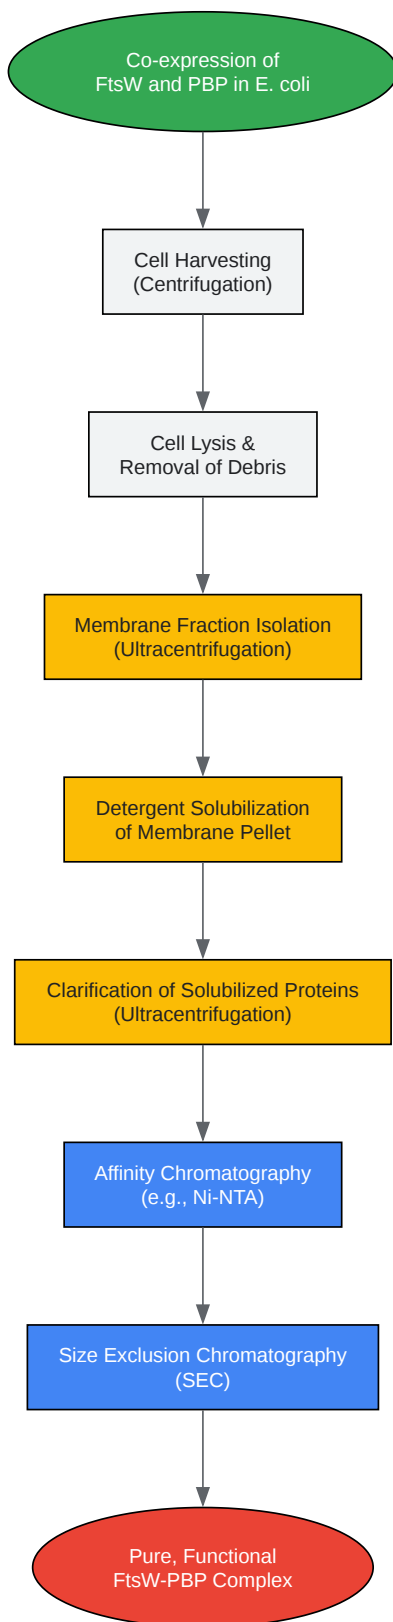 Co-expression of
FtsW and PBP in E. coli
Cell Harvesting
(Centrifugation)
Cell Lysis &
Removal of Debris
Membrane Fraction Isolation
(Ultracentrifugation)
Detergent Solubilization
of Membrane Pellet
Clarification of Solubilized Proteins
(Ultracentrifugation)
Affinity Chromatography
(e.g., Ni-NTA)
Size Exclusion Chromatography
(SEC)
Pure, Functional
FtsW-PBP Complex